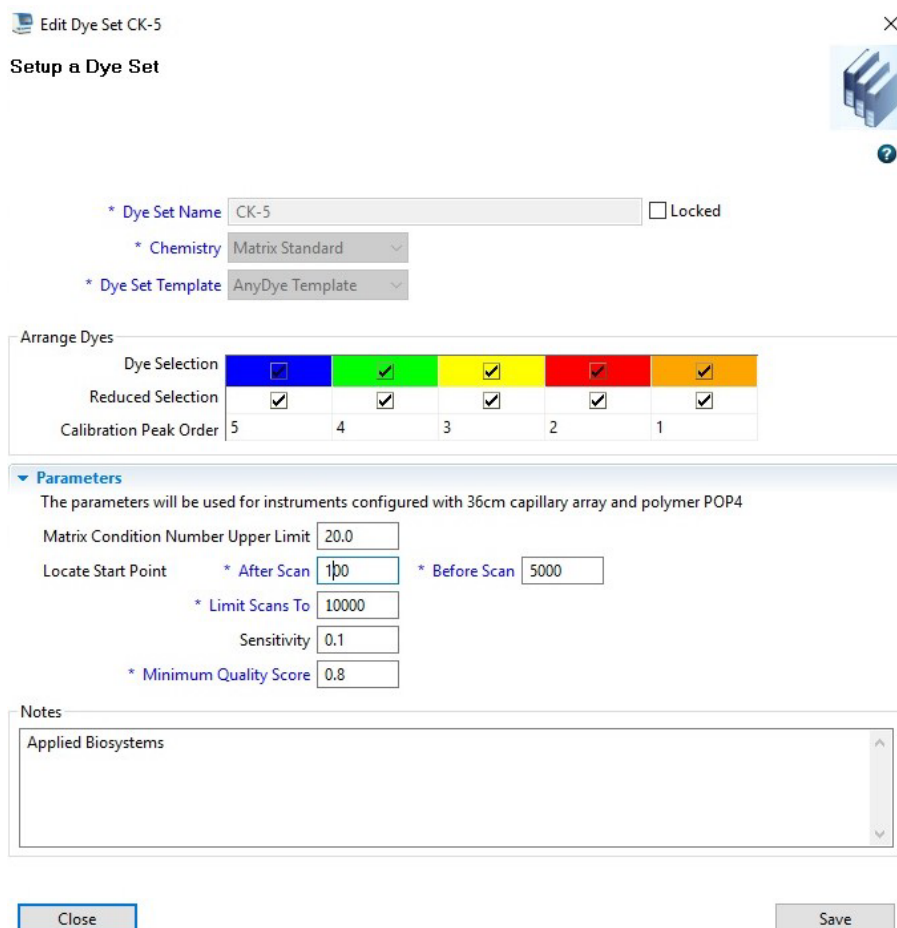 Edit Dye Set CK-5
Setup a Dye Set
* Dye Set Name CK-5 Locked
* Chemistry Matrix Standard
* Dye Set Template AnyDye Template
Arrange Dyes
Dye Selection
Reduced Selection
Calibration Peak Order 5 4 3 2 1
Parameters
The parameters will be used for instruments configured with 36cm capillary array and polymer POP4
Matrix Condition Number Upper Limit 20.0
Locate Start Point * After Scan 100 * Before Scan 5000
* Limit Scans To 10000
Sensitivity 0.1
* Minimum Quality Score 0.8
Notes
Applied Biosystems
Close Save